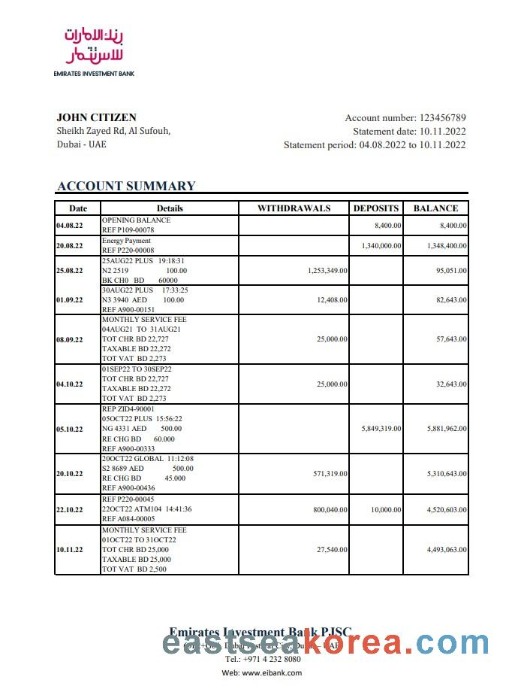 بنك الإمارات
للاستثمار
EMIRATES INVESTMENT BANK
JOHN CITIZEN
Sheikh Zayed Rd, Al Sufouh,
Dubai - UAE
Account number: 123456789
Statement date: 10.11.2022
Statement period: 04.08.2022 to 10.11.2022
ACCOUNT SUMMARY
Date Details WITHDRAWALS DEPOSITS BALANCE
04.08.22 OPENING BALANCE 8,400.00 8,400.00
REF P109-00078
20.08.22 Energy Payment 1,340,000.00 1,348,400.00
REF P220-00008
25AUG22 PLUS 19:18:31
25.08.22 N2 2519 100.00 1,253,349.00 95,051.00
BK CH0 BD 60000
30AUG22 PLUS 17:33:25
01.09.22 N3 3940 AED 100.00 12,408.00 82,643.00
REF A900-00151
MONTHLY SERVICE FEE
04AUG21 TO 31AUG21
08.09.22 TOT CHR BD 22,727 25,000.00 57,643.00
TAXABLE BD 22,272
TOT VAT BD 2,273
01SEP22 TO 30SEP22
04.10.22 TOT CHR BD 22,727 25,000.00 32,643.00
TAXABLE BD 22,272
TOT VAT BD 2,273
REP ZID4-90001
05OCT22 PLUS 15:56:22
05.10.22 NG 4331 AED 500.00 5,849,319.00 5,881,962.00
RE CHG BD 60.000
REF A900-00333
20OCT22 GLOBAL 11:12:08
20.10.22 S2 8689 AED 500.00 571,319.00 5,310,643.00
RE CHG BD 45.000
REF A900-00436
REF P220-00045
22.10.22 22OCT22 ATM104 14:41:36 800,040.00 10,000.00 4,520,603.00
REF A084-00005
MONTHLY SERVICE FEE
01OCT22 TO 31OCT22
10.11.22 TOT CHR BD 25,000 27,540.00 4,493,063.00
TAXABLE BD 25,000
TOT VAT BD 2,500
Emirates Investment Bank PJSC
eastseakorea.com
Tel.: +971 4 232 8080
Web: www.eibank.com